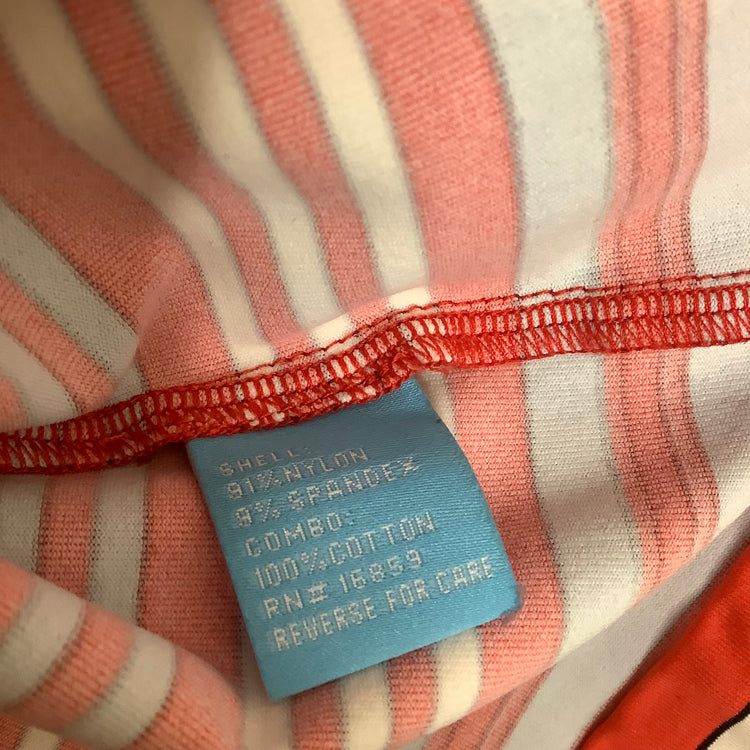 SHELL:
91% NYLON
9% SPANDEX
COMBO:
100% COTTON
RN# 16859
REVERSE FOR CARE